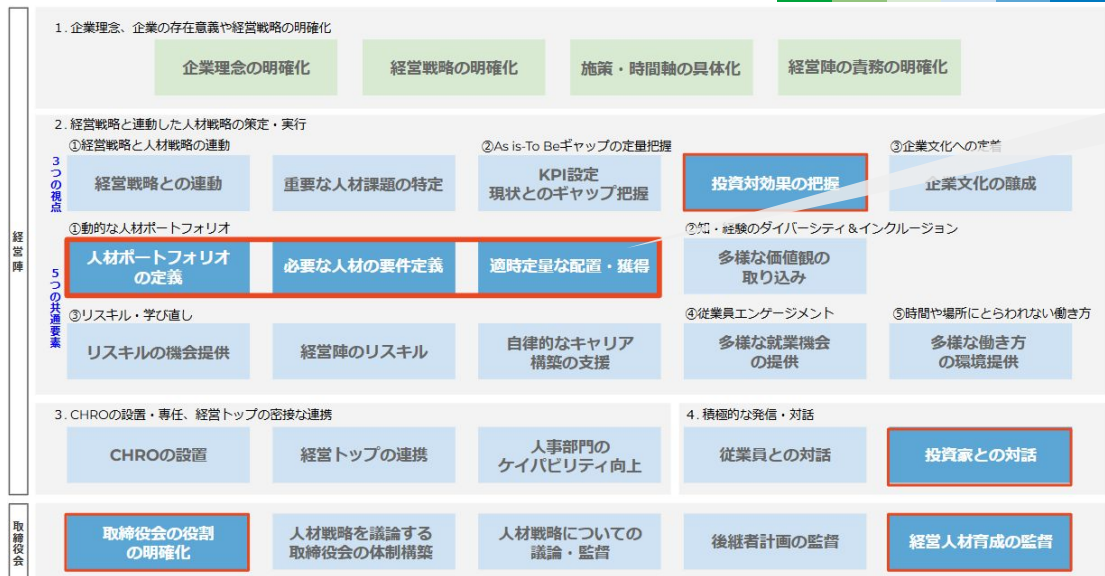 1. 企業理念、企業の存在意義や経営戦略の明確化
企業理念の明確化
経営戦略の明確化
施策・時間軸の具体化
経営陣の責務の明確化
2. 経営戦略と連動した人材戦略の策定・実行
3つの視点
①経営戦略と人材戦略の連動
②As is-To Beギャップの定量把握
③企業文化への定着
経営戦略との連動
重要な人材課題の特定
KPI設定
現状とのギャップ把握
投資対効果の把握
企業文化の醸成
経営陣
5つの共通要素
①動的な人材ポートフォリオ
②知・経験のダイバーシティ＆インクルージョン
人材ポートフォリオ
の定義
必要な人材の要件定義
適時定量な配置・獲得
多様な価値観の
取り込み
③リスキル・学び直し
④従業員エンゲージメント
⑤時間や場所にとらわれない働き方
リスキルの機会提供
経営陣のリスキル
自律的なキャリア
構築の支援
多様な就業機会
の提供
多様な働き方
の環境提供
3. CHROの設置・専任、経営トップの密接な連携
4. 積極的な発信・対話
CHROの設置
経営トップの連携
人事部門の
ケイパビリティ向上
従業員との対話
投資家との対話
取締役会
取締役会の役割
の明確化
人材戦略を議論する
取締役会の体制構築
人材戦略についての
議論・監督
後継者計画の監督
経営人材育成の監督